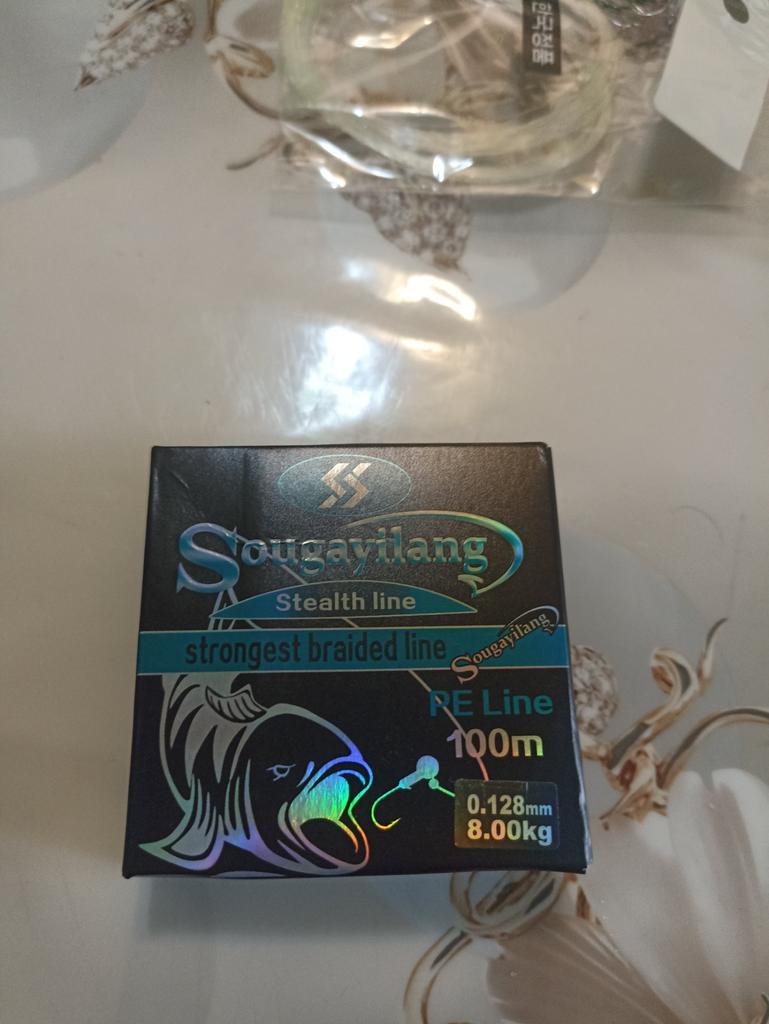 Sougayilang
Stealth line
strongest braided line
Sougayilang
PE Line
100m
0.128mm
8.00kg